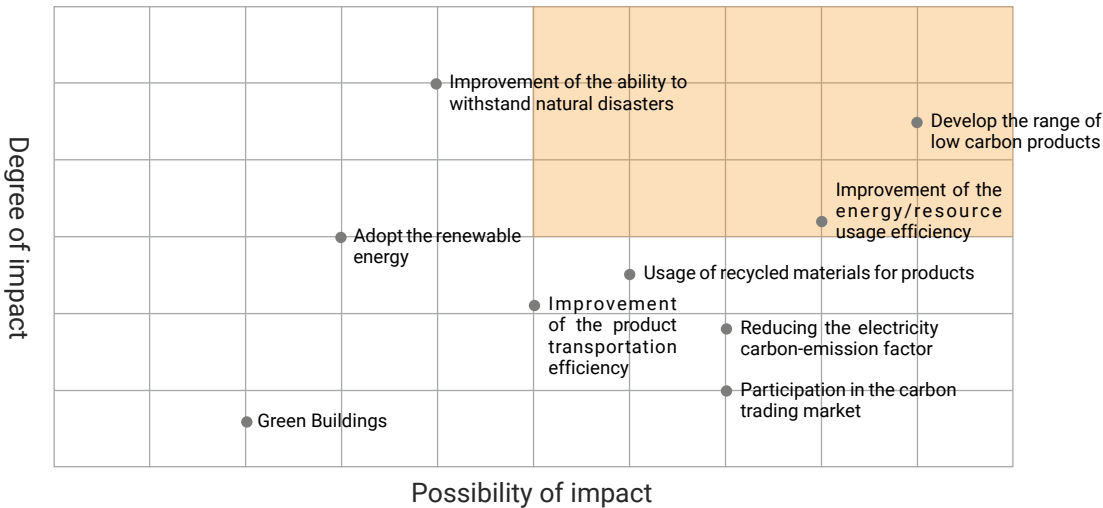 Improvement of the ability to
withstand natural disasters
Develop the range of
low carbon products
Improvement of the
energy/resource
usage efficiency
Degree of impact
Adopt the renewable
energy
Usage of recycled materials for products
Improvement
of the product
transportation
efficiency
Reducing the electricity
carbon-emission factor
Participation in the carbon
trading market
Green Buildings
Possibility of impact